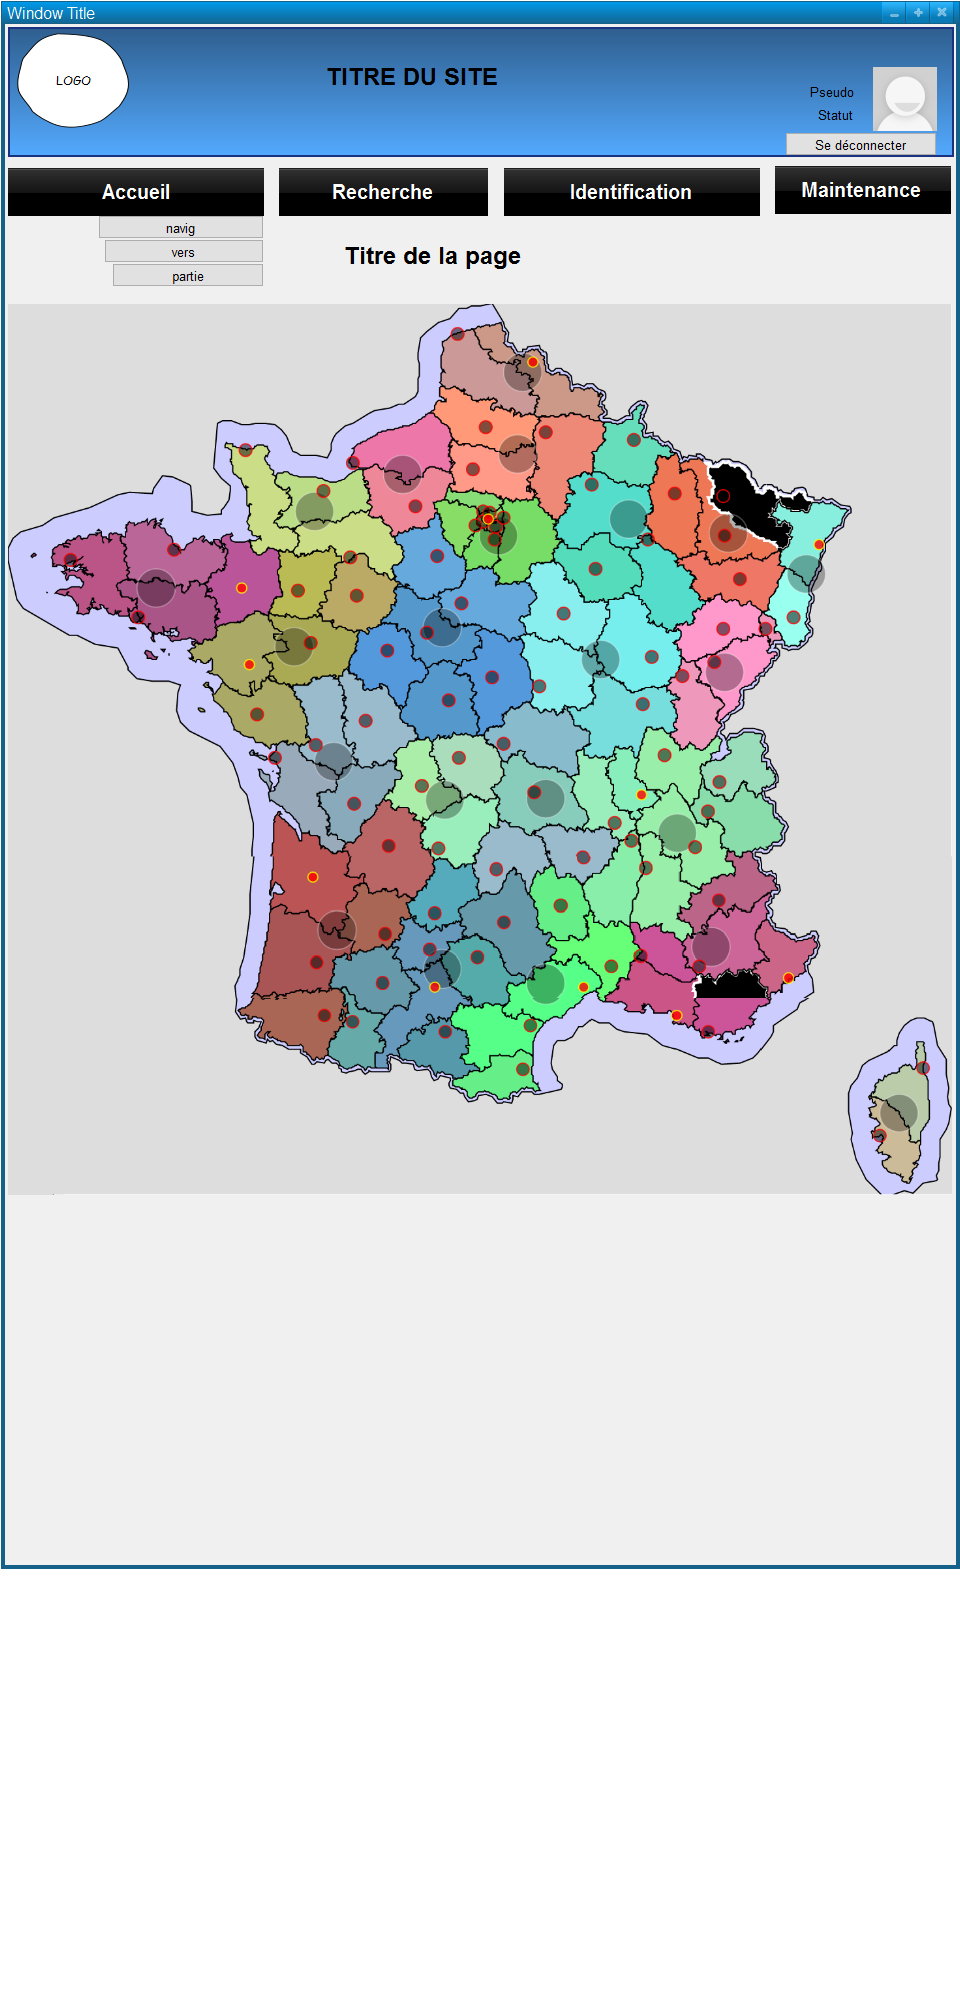 Window Title
LOGO
TITRE DU SITE
Pseudo
Statut
Se déconnecter
Accueil
Recherche
Identification
Maintenance
navig
vers
partie
Titre de la page